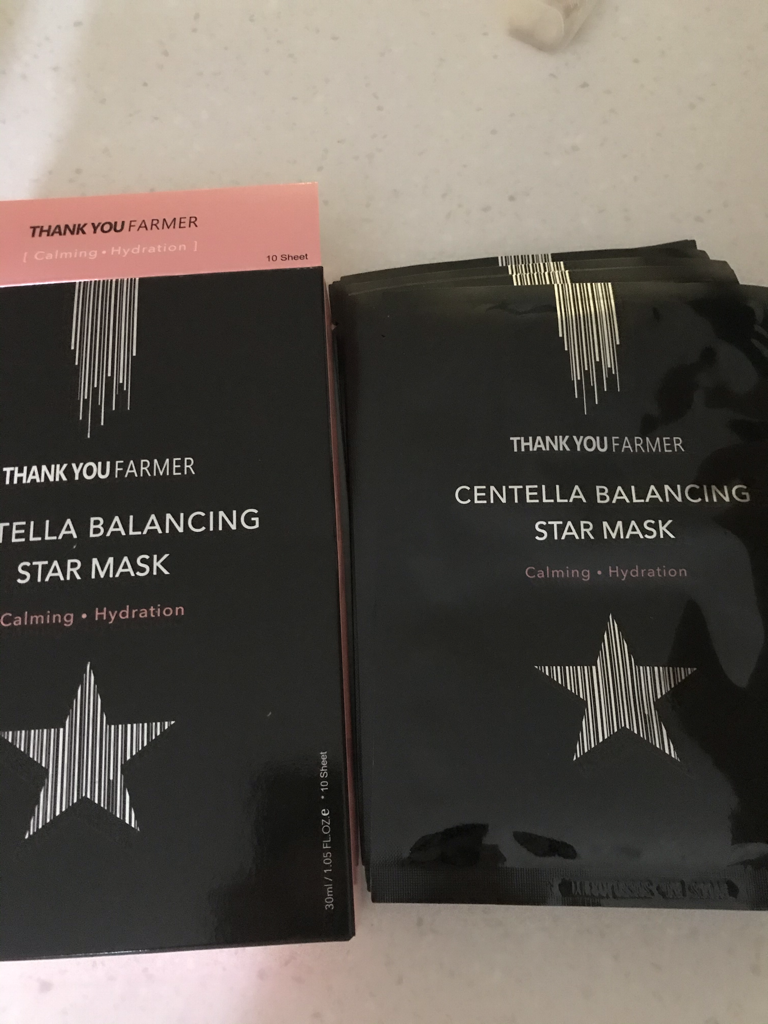 THANK YOU FARMER
[ Calming • Hydration ]
10 Sheet
THANK YOU FARMER
TELLA BALANCING
STAR MASK
Calming • Hydration
30ml / 1.05 FL.OZ.e * 10 Sheet
THANK YOU FARMER
CENTELLA BALANCING
STAR MASK
Calming • Hydration